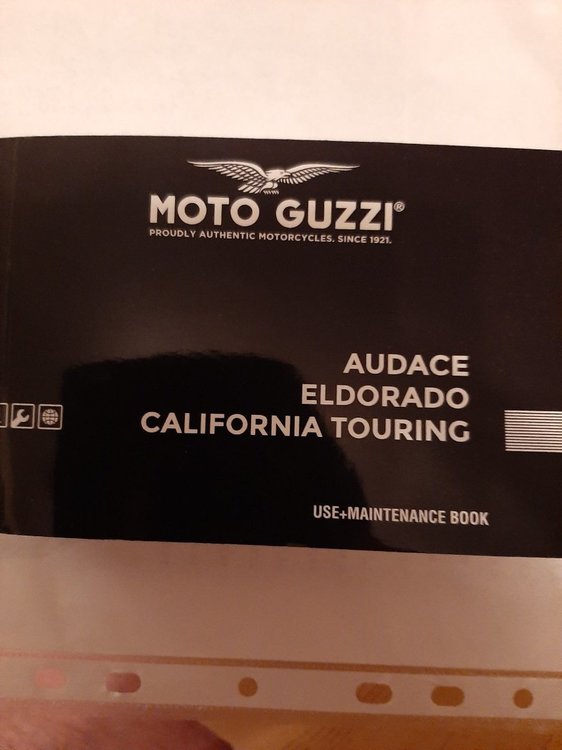 MOTO GUZZI®
PROUDLY AUTHENTIC MOTORCYCLES. SINCE 1921.
AUDACE
ELDORADO
CALIFORNIA TOURING
USE+MAINTENANCE BOOK